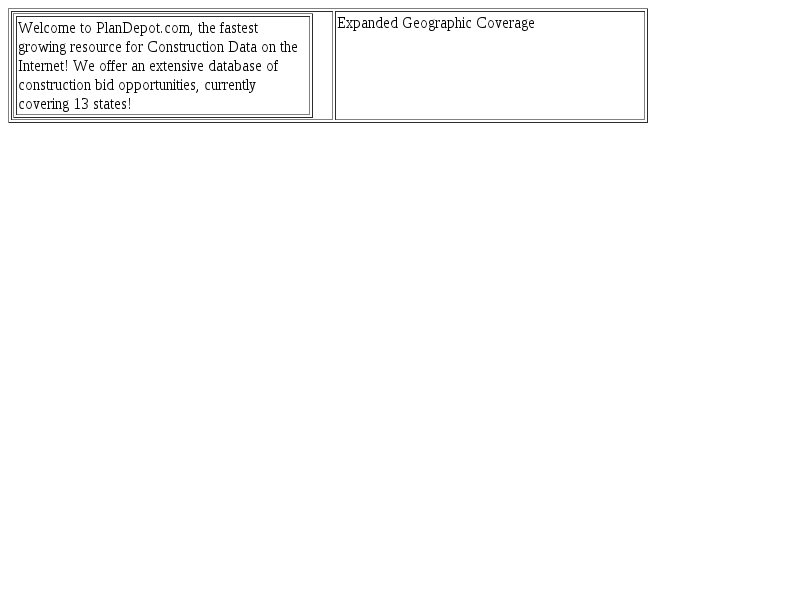 Welcome to PlanDepot.com, the fastest
growing resource for Construction Data on the
Internet! We offer an extensive database of
construction bid opportunities, currently
covering 13 states!
Expanded Geographic Coverage